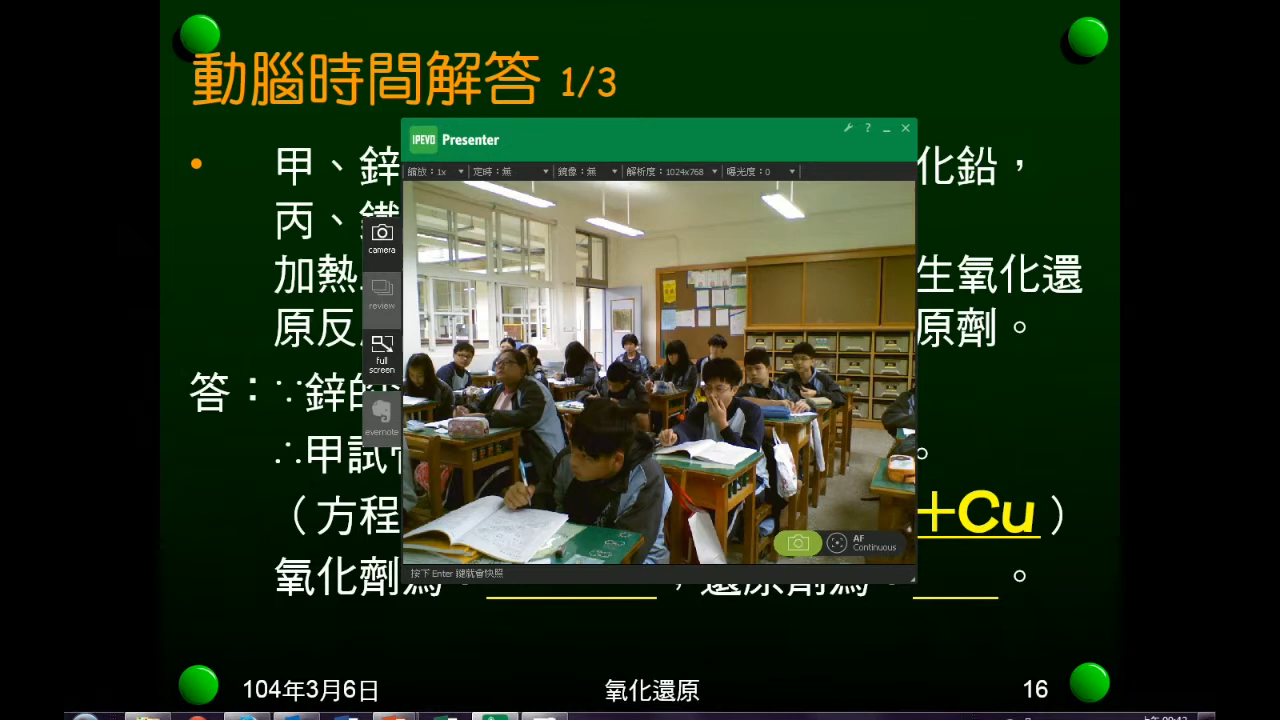 動腦時間解答 1/3
甲、鋅
化鉛，
丙、鐵
加熱
生氧化還
原反
原劑。
答：∵鋅的
∴甲試管
。
（方程
＋Cu）
氧化劑為：
，還原劑為：
。
104年3月6日
氧化還原
16
IPEVO Presenter
縮放：1x
定時：無
鏡像：無
解析度：1024x768
曝光度：0
camera
review
full
screen
evernote
AF
Continuous
按下 Enter 鍵就會快照